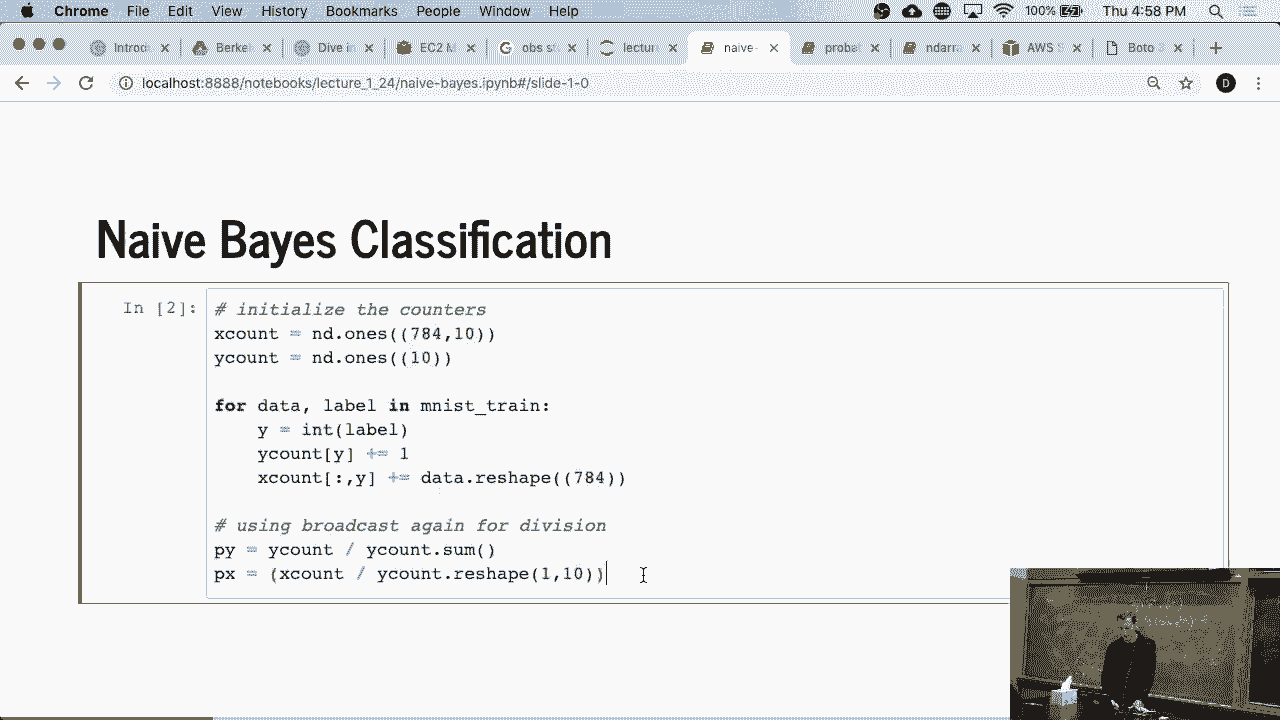 Chrome File Edit View History Bookmarks People Window Help 100% Thu 4:58 PM
Introd Berkel Dive in EC2 M obs st lectur naive- probab ndarra AWS S Boto 3
localhost:8888/notebooks/lecture_1_24/naive-bayes.ipynb#/slide-1-0 D
Naive Bayes Classification
In [2]:
# initialize the counters
xcount = nd.ones((784,10))
ycount = nd.ones((10))
for data, label in mnist_train:
y = int(label)
ycount[y] += 1
xcount[:,y] += data.reshape((784))
# using broadcast again for division
py = ycount / ycount.sum()
px = (xcount / ycount.reshape(1,10))